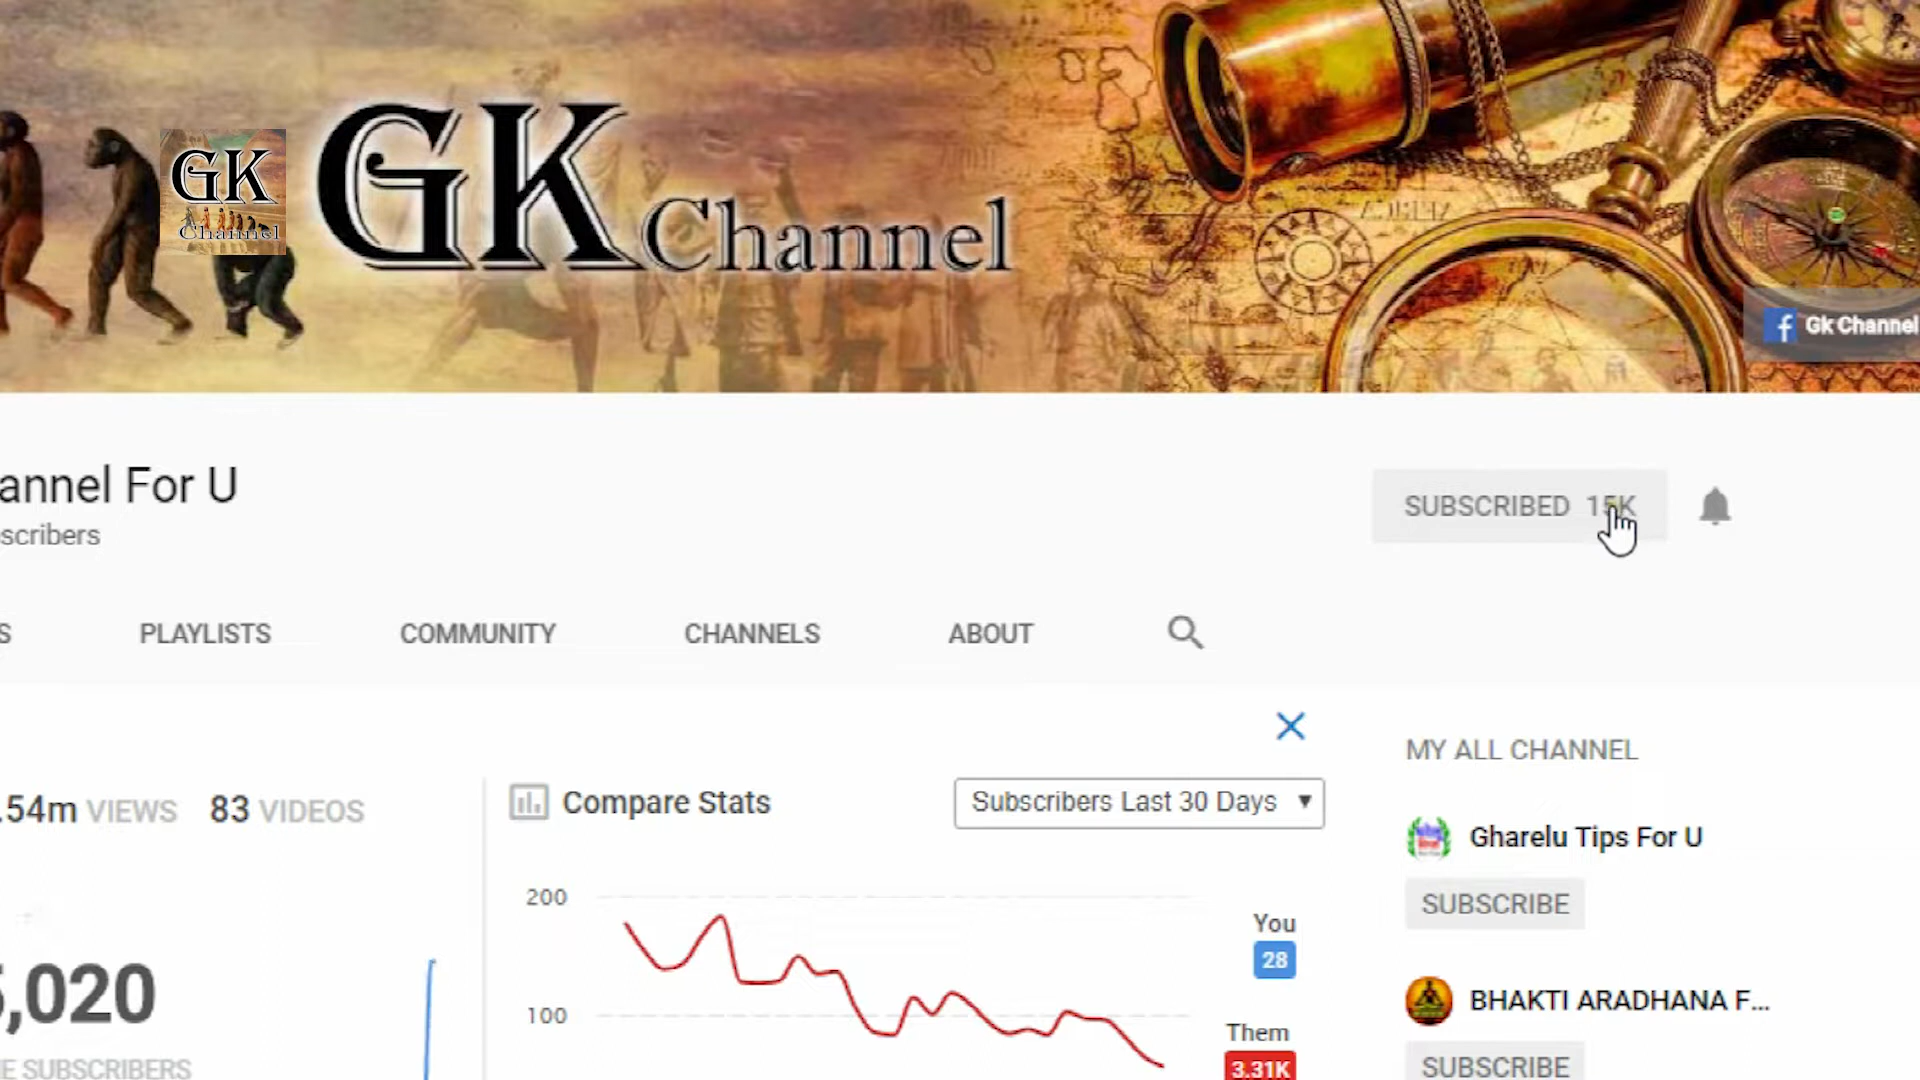 GK
Channel
GK Channel
Gk Channel
annel For U
scribers
SUBSCRIBED 15K
S
PLAYLISTS
COMMUNITY
CHANNELS
ABOUT
MY ALL CHANNEL
.54m VIEWS 83 VIDEOS
Compare Stats
Subscribers Last 30 Days
Gharelu Tips For U
SUBSCRIBE
200
You
28
,020
100
BHAKTI ARADHANA F...
Them
3.31K
E SUBSCRIBERS
SUBSCRIBE